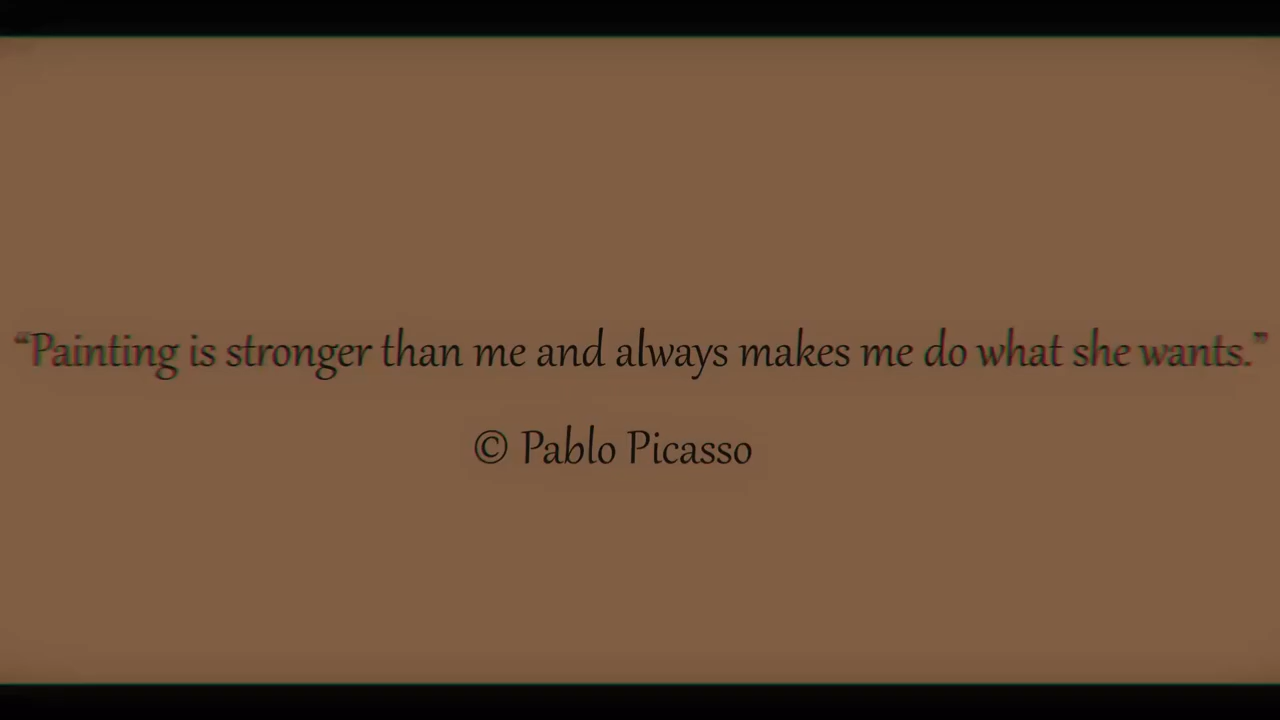 “Painting is stronger than me and always makes me do what she wants.”
© Pablo Picasso